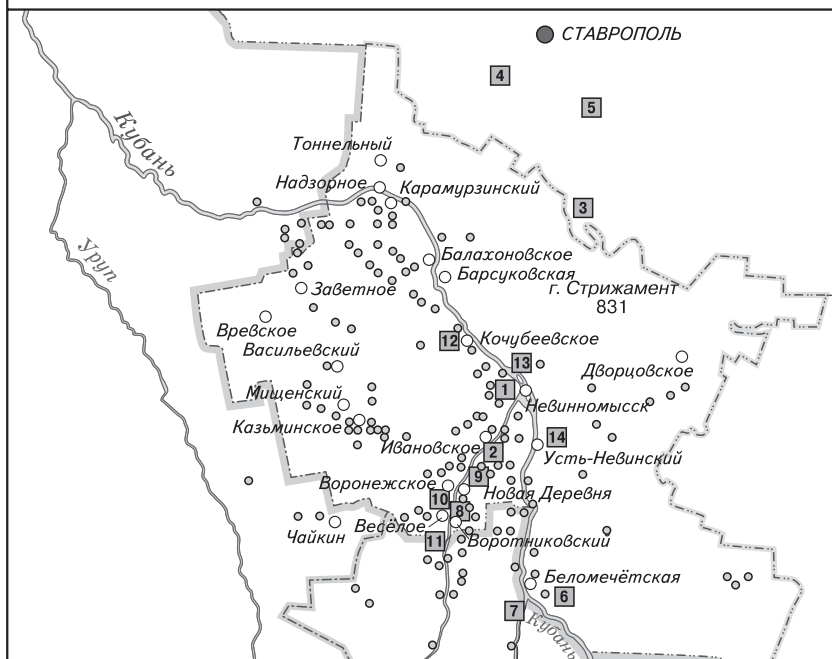 СТАВРОПОЛЬ
4
5
Кубань
Тоннельный
Надзорное
Карамурзинский
3
Уруп
Балахоновское
Барсуковская
Заветное
г. Стрижамент
831
Вревское
12
Кочубеевское
Васильевский
13
Дворцовское
Мищенский
1
Невинномысск
Казьминское
14
Ивановское
2
Усть-Невинский
9
Воронежское
10
Новая Деревня
8
Весёлое
Чайкин
11
Воротниковский
Беломечётская
6
7
Кубань